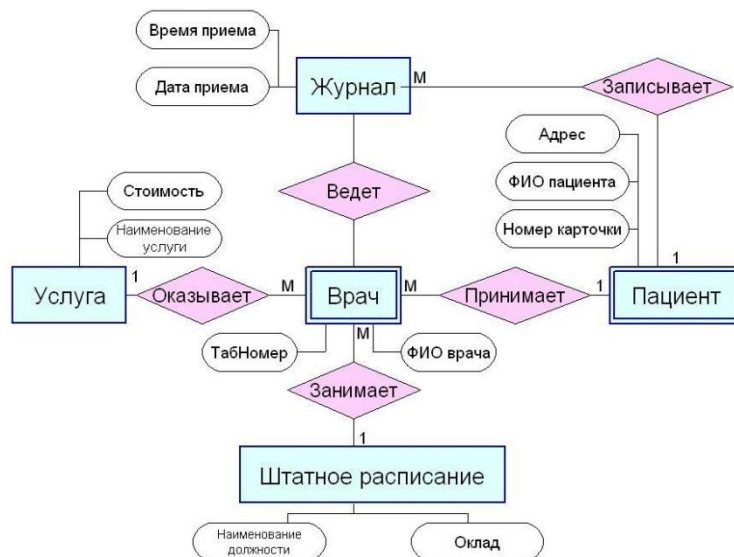 Время приема
Дата приема
Журнал
М
Записывает
Адрес
ФИО пациента
Номер карточки
Ведет
Стоимость
Наименование
услуги
Услуга
1
Оказывает
М
Врач
М
Принимает
1
1
Пациент
ТабНомер
М
ФИО врача
Занимает
1
Штатное расписание
Наименование
должности
Оклад